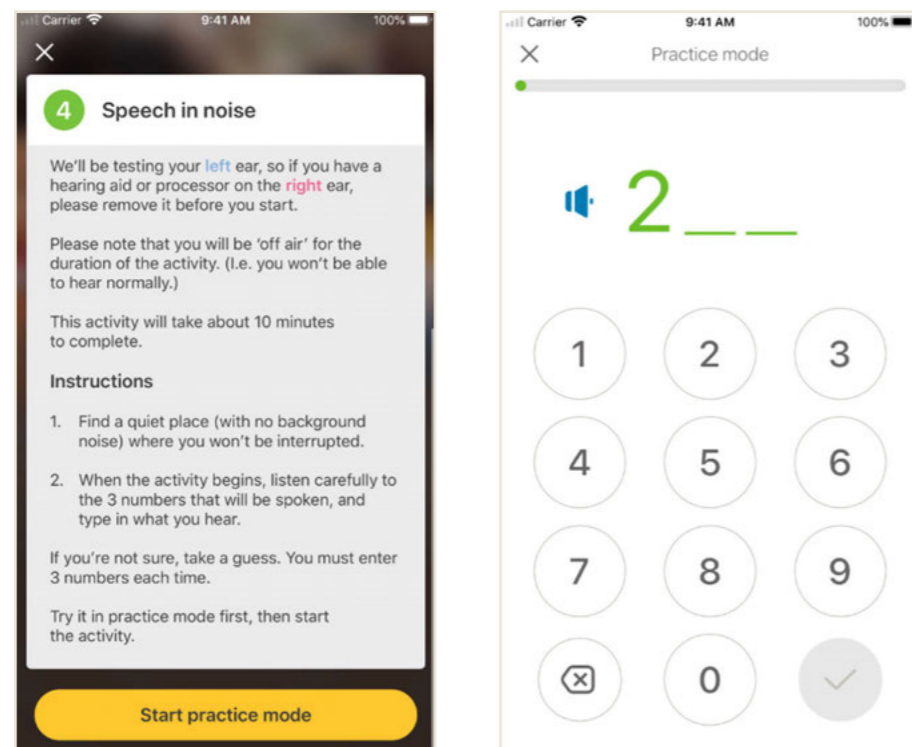 Carrier 9:41 AM 100%
4 Speech in noise
We'll be testing your left ear, so if you have a
hearing aid or processor on the right ear,
please remove it before you start.
Please note that you will be 'off air' for the
duration of the activity. (I.e. you won't be able
to hear normally.)
This activity will take about 10 minutes
to complete.
Instructions
1. Find a quiet place (with no background
noise) where you won't be interrupted.
2. When the activity begins, listen carefully to
the 3 numbers that will be spoken, and
type in what you hear.
If you're not sure, take a guess. You must enter
3 numbers each time.
Try it in practice mode first, then start
the activity.
Start practice mode
Carrier 9:41 AM 100%
Practice mode
2 _ _
1 2 3
4 5 6
7 8 9
0